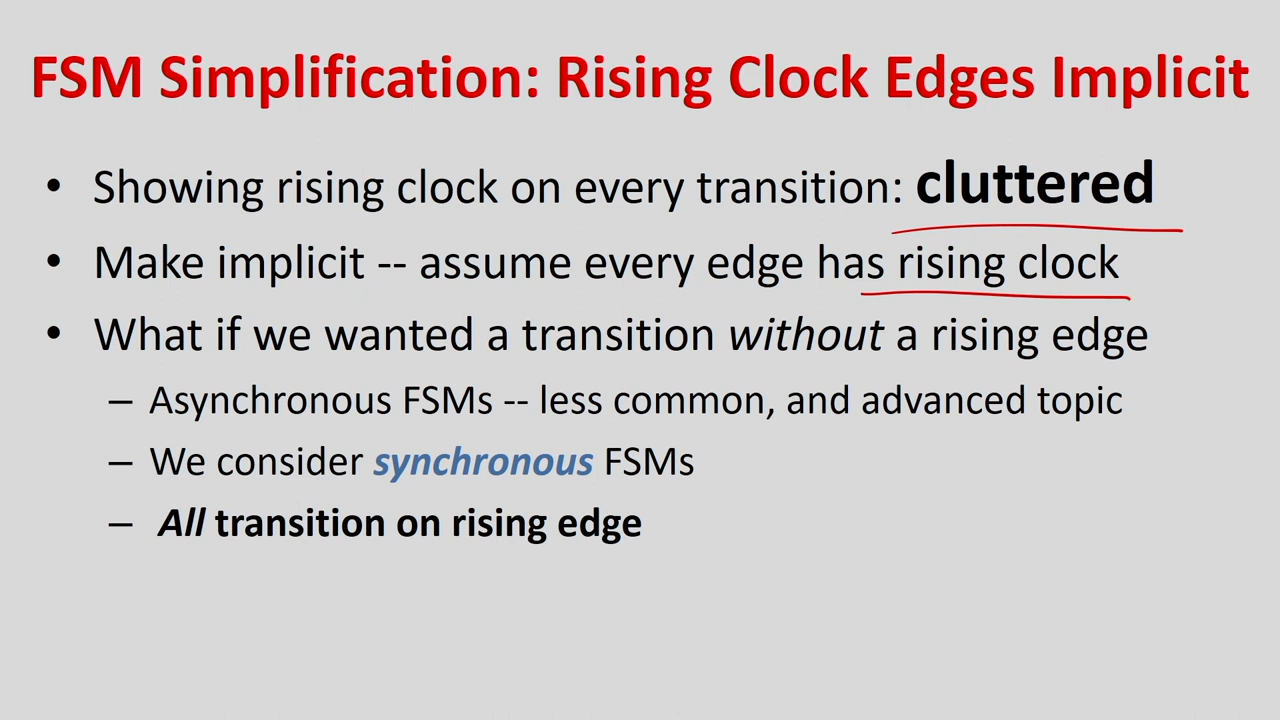 FSM Simplification: Rising Clock Edges Implicit
• Showing rising clock on every transition: cluttered
• Make implicit -- assume every edge has rising clock
• What if we wanted a transition without a rising edge
– Asynchronous FSMs -- less common, and advanced topic
– We consider synchronous FSMs
– All transition on rising edge